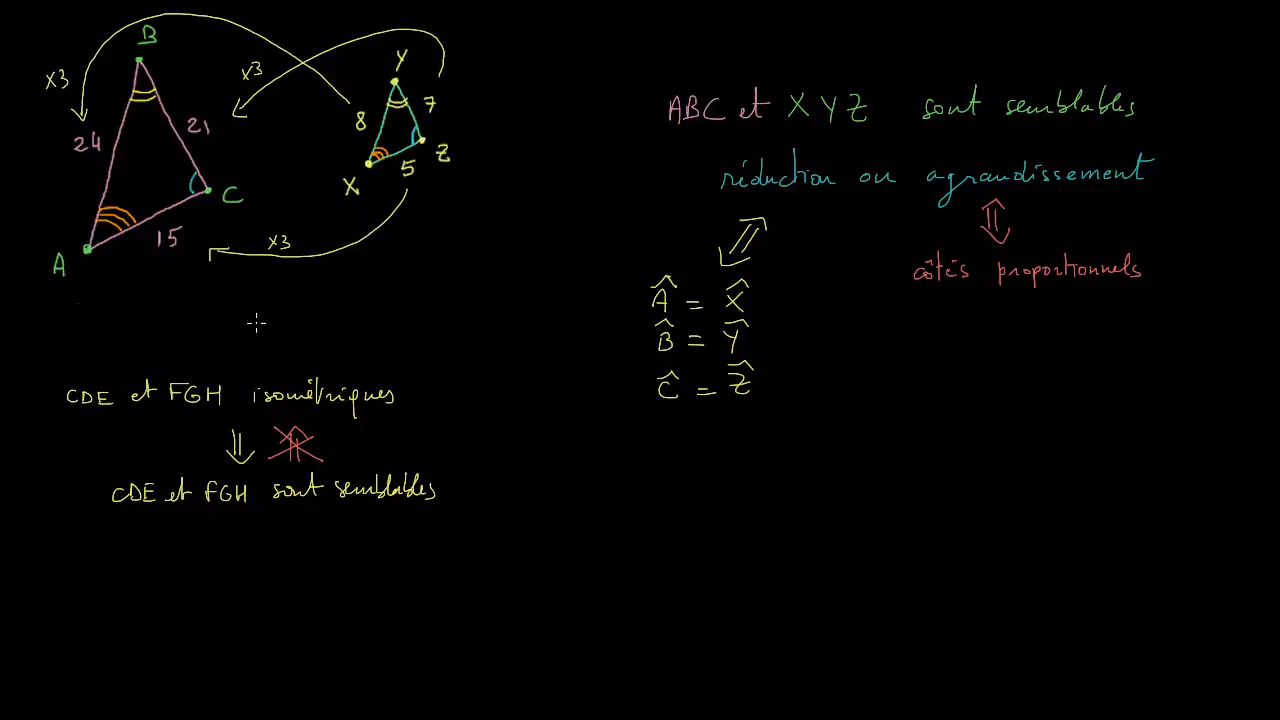 B
x3
x3
Y
24
21
8
7
Z
X
5
C
A
15
x3
ABC et XYZ sont semblables
réduction ou agrandissement
⇕
⇕
côtés proportionnels
Â = X̂
B̂ = Ŷ
Ĉ = Ẑ
CDE et FGH isométriques
⇓ ⇑
CDE et FGH sont semblables